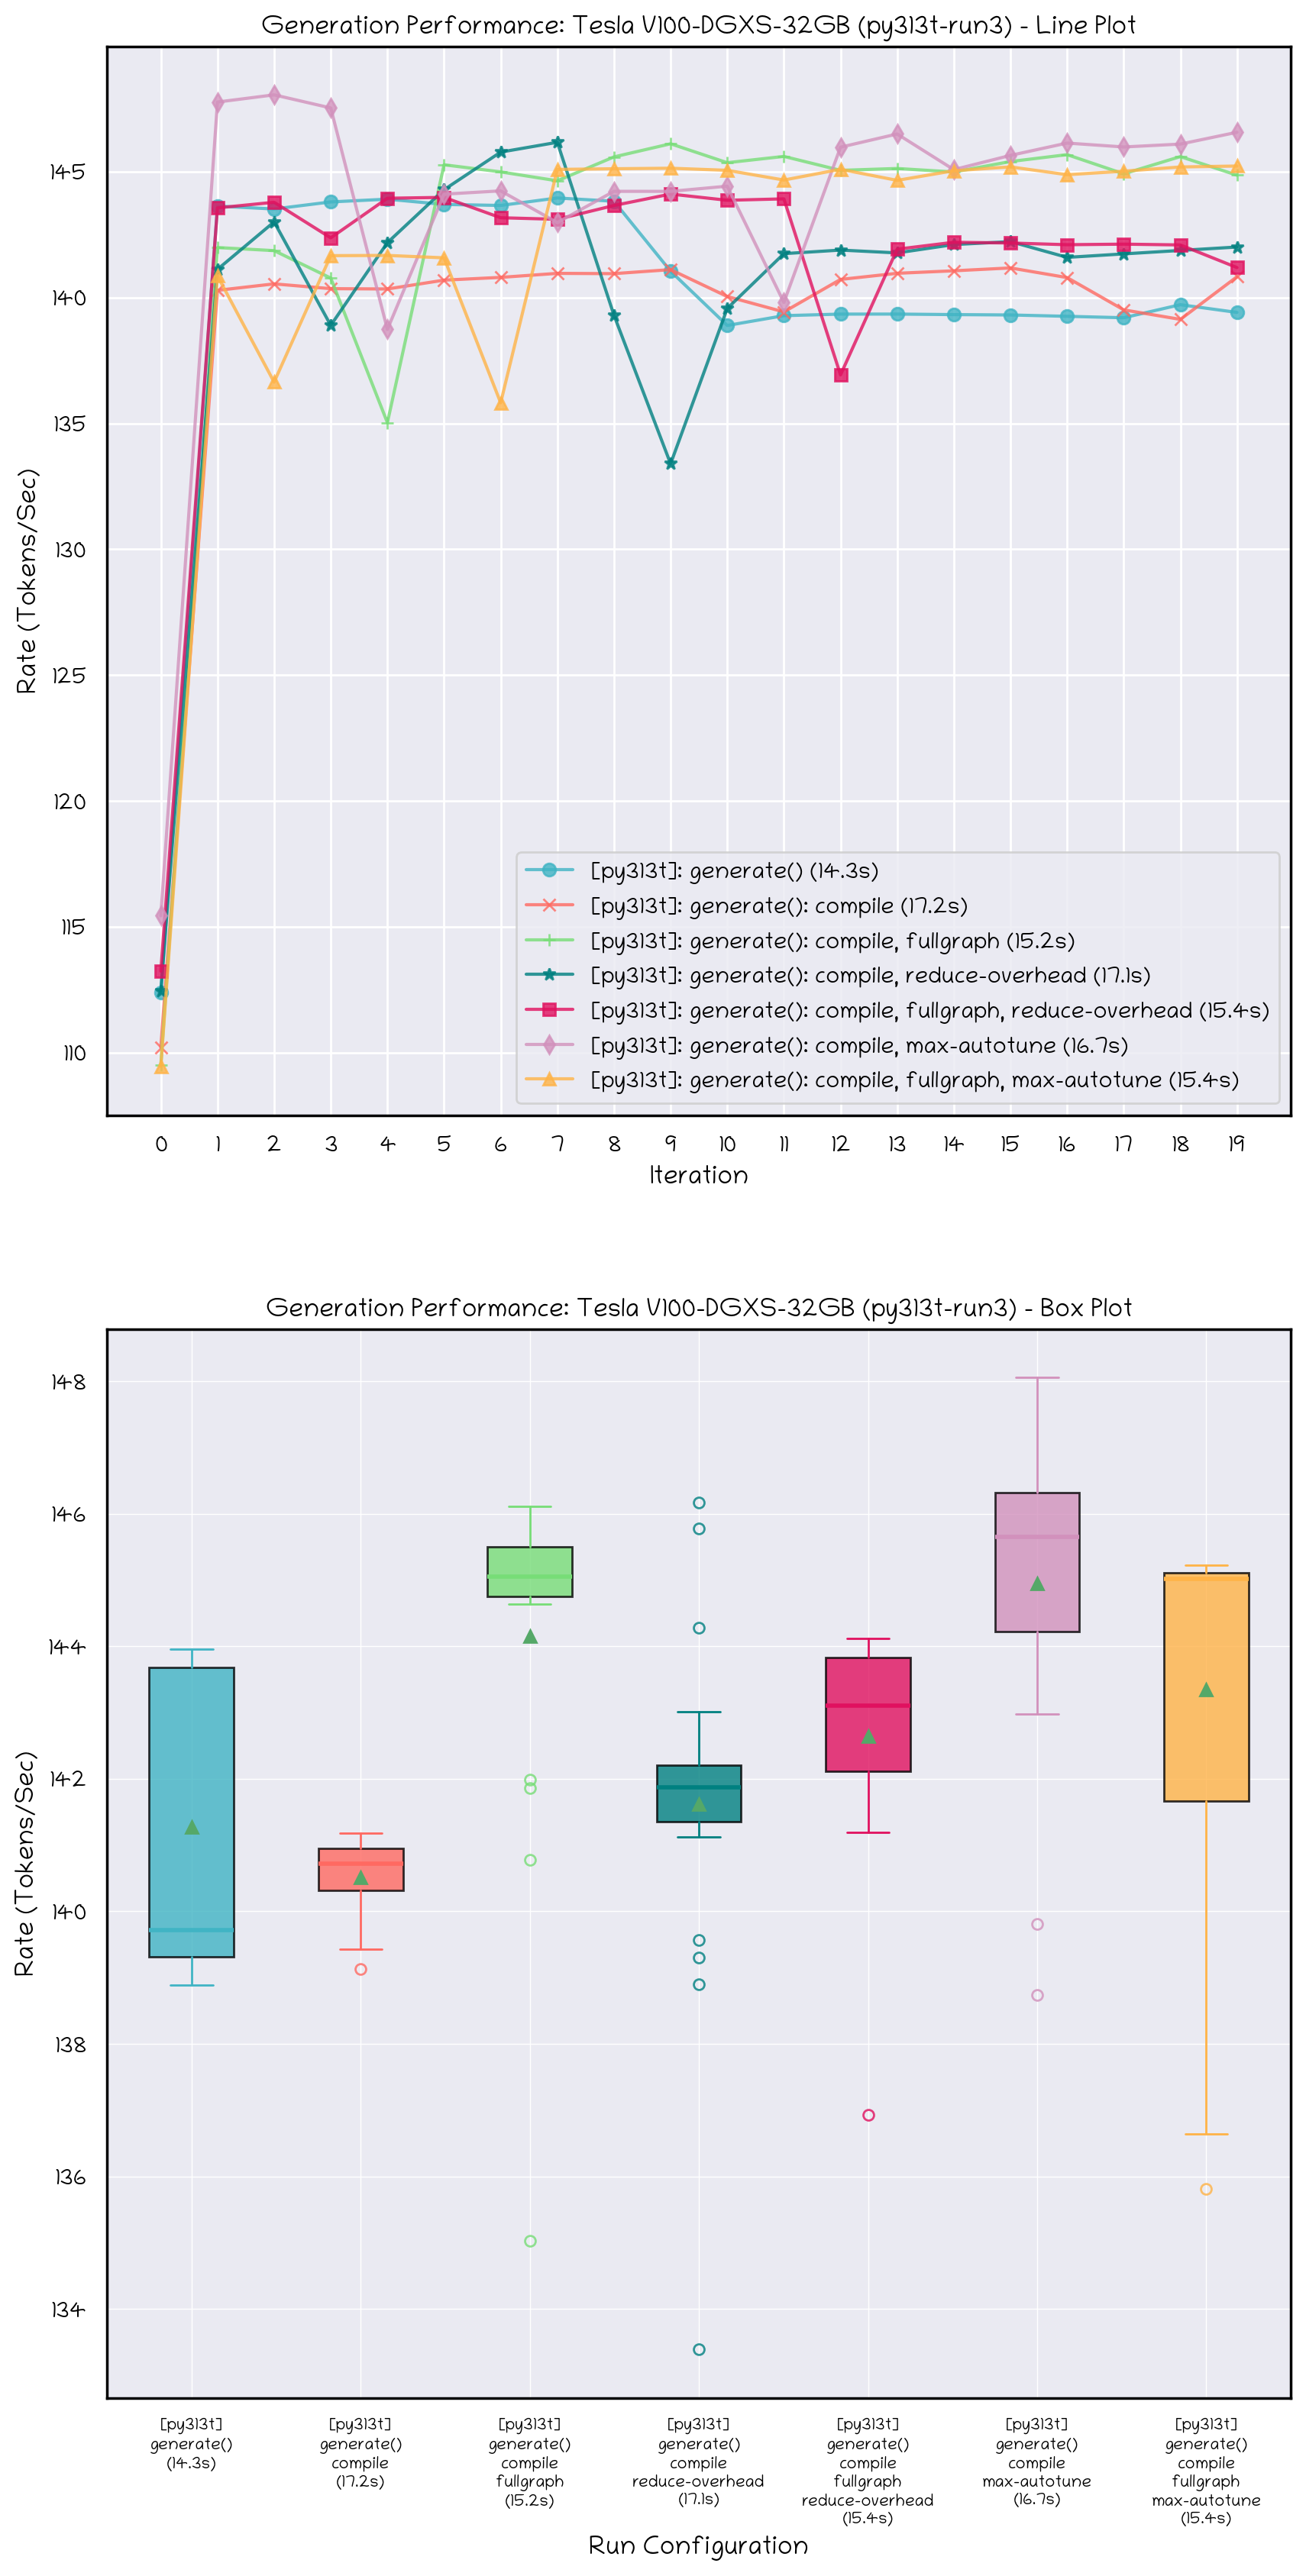 Generation Performance: Tesla V100-DGXS-32GB (py313t-run3) - Line Plot
145
140
135
130
125
120
115
110
Rate (Tokens/Sec)
[py313t]: generate() (14.3s)
[py313t]: generate(): compile (17.2s)
[py313t]: generate(): compile, fullgraph (15.2s)
[py313t]: generate(): compile, reduce-overhead (17.1s)
[py313t]: generate(): compile, fullgraph, reduce-overhead (15.4s)
[py313t]: generate(): compile, max-autotune (16.7s)
[py313t]: generate(): compile, fullgraph, max-autotune (15.4s)
0 1 2 3 4 5 6 7 8 9 10 11 12 13 14 15 16 17 18 19
Iteration
Generation Performance: Tesla V100-DGXS-32GB (py313t-run3) - Box Plot
148
146
144
142
140
138
136
134
Rate (Tokens/Sec)
[py313t]
generate()
(14.3s)
[py313t]
generate()
compile
(17.2s)
[py313t]
generate()
compile
fullgraph
(15.2s)
[py313t]
generate()
compile
reduce-overhead
(17.1s)
[py313t]
generate()
compile
fullgraph
reduce-overhead
(15.4s)
[py313t]
generate()
compile
max-autotune
(16.7s)
[py313t]
generate()
compile
fullgraph
max-autotune
(15.4s)
Run Configuration